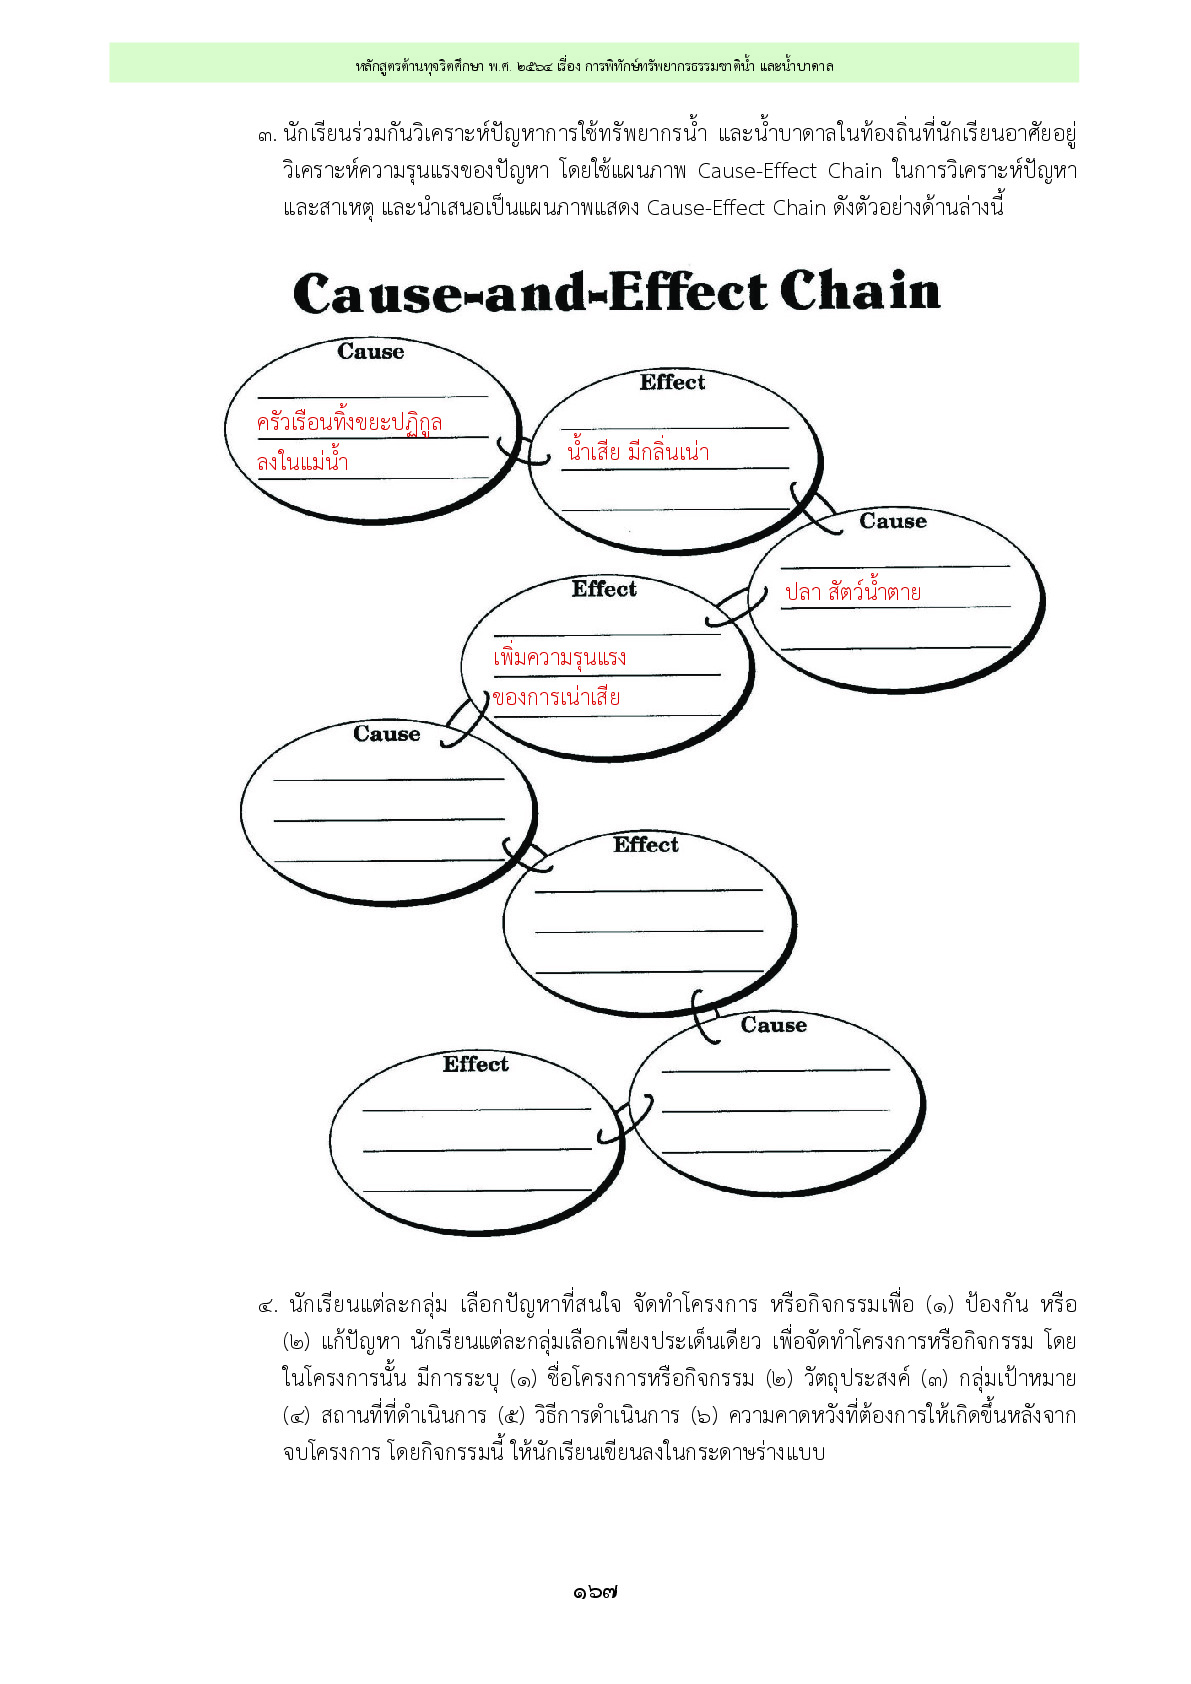 หลักสูตรต้านทุจริตศึกษา พ.ศ. ๒๕๖๔ เรื่อง การพิทักษ์ทรัพยากรธรรมชาติน้ำ และน้ำบาดาล
๓. นักเรียนร่วมกันวิเคราะห์ปัญหาการใช้ทรัพยากรน้ำ และน้ำบาดาลในท้องถิ่นที่นักเรียนอาศัยอยู่
วิเคราะห์ความรุนแรงของปัญหา โดยใช้แผนภาพ Cause-Effect Chain ในการวิเคราะห์ปัญหา
และสาเหตุ และนำเสนอเป็นแผนภาพแสดง Cause-Effect Chain ดังตัวอย่างด้านล่างนี้
Cause-and-Effect Chain
Cause
ครัวเรือนทิ้งขยะปฏิกูล
ลงในแม่น้ำ
Effect
น้ำเสีย มีกลิ่นเน่า
Cause
ปลา สัตว์น้ำตาย
Effect
เพิ่มความรุนแรง
ของการเน่าเสีย
Cause
Effect
Cause
Effect
๔. นักเรียนแต่ละกลุ่ม เลือกปัญหาที่สนใจ จัดทำโครงการ หรือกิจกรรมเพื่อ (๑) ป้องกัน หรือ
(๒) แก้ปัญหา นักเรียนแต่ละกลุ่มเลือกเพียงประเด็นเดียว เพื่อจัดทำโครงการหรือกิจกรรม โดย
ในโครงการนั้น มีการระบุ (๑) ชื่อโครงการหรือกิจกรรม (๒) วัตถุประสงค์ (๓) กลุ่มเป้าหมาย
(๔) สถานที่ที่ดำเนินการ (๕) วิธีการดำเนินการ (๖) ความคาดหวังที่ต้องการให้เกิดขึ้นหลังจาก
จบโครงการ โดยกิจกรรมนี้ ให้นักเรียนเขียนลงในกระดาษร่างแบบ
๑๖๗